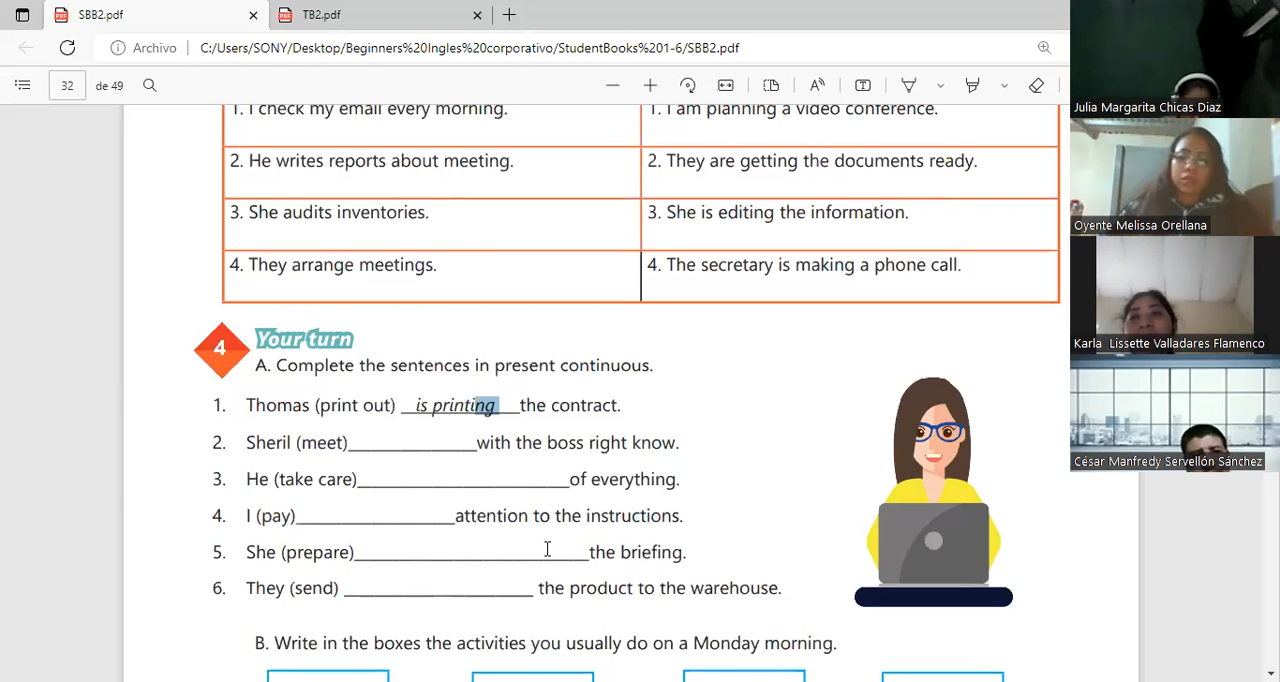 SBB2.pdf
TB2.pdf
Archivo
C:/Users/SONY/Desktop/Beginners%20Ingles%20corporativo/StudentBooks%201-6/SBB2.pdf
32 de 49
1. I check my email every morning.
1. I am planning a video conference.
2. He writes reports about meeting.
2. They are getting the documents ready.
3. She audits inventories.
3. She is editing the information.
4. They arrange meetings.
4. The secretary is making a phone call.
4
Your turn
A. Complete the sentences in present continuous.
1. Thomas (print out) __is printing___the contract.
2. Sheril (meet)______________with the boss right know.
3. He (take care)_______________________of everything.
4. I (pay)_________________attention to the instructions.
5. She (prepare)_________________________the briefing.
6. They (send) ____________________ the product to the warehouse.
B. Write in the boxes the activities you usually do on a Monday morning.
Julia Margarita Chicas Diaz
Oyente Melissa Orellana
Karla Lissette Valladares Flamenco
César Manfredy Servellón Sánchez